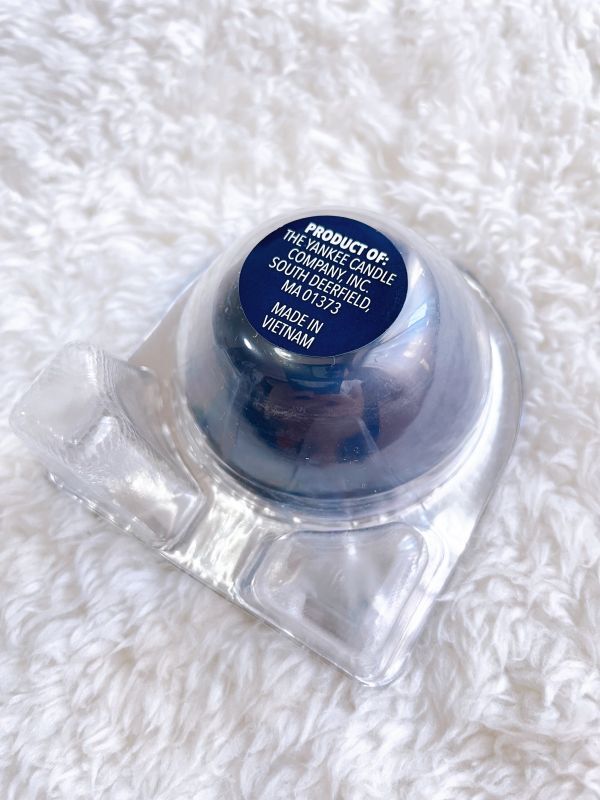 PRODUCT OF:
THE YANKEE CANDLE
COMPANY, INC.
SOUTH DEERFIELD,
MA 01373
MADE IN
VIETNAM